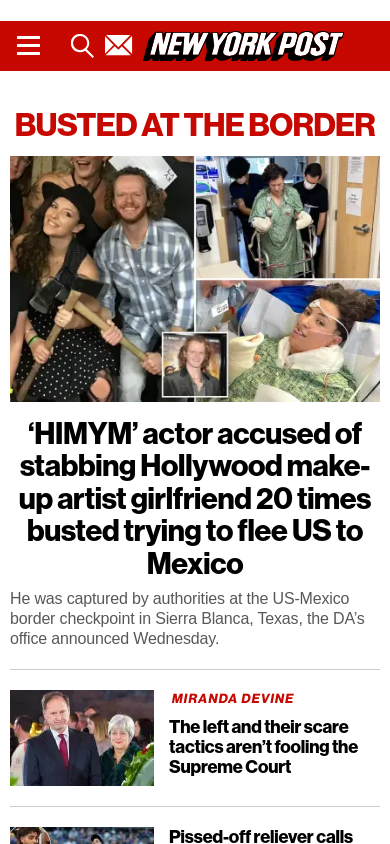 NEW YORK POST
BUSTED AT THE BORDER
‘HIMYM’ actor accused of
stabbing Hollywood make-
up artist girlfriend 20 times
busted trying to flee US to
Mexico
He was captured by authorities at the US-Mexico
border checkpoint in Sierra Blanca, Texas, the DA’s
office announced Wednesday.
MIRANDA DEVINE
The left and their scare
tactics aren’t fooling the
Supreme Court
Pissed-off reliever calls